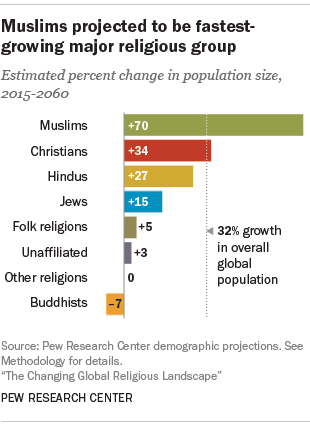 Muslims projected to be fastest-
growing major religious group
Estimated percent change in population size,
2015-2060
Muslims +70
Christians +34
Hindus +27
Jews +15
Folk religions +5
Unaffiliated +3
Other religions 0
Buddhists –7
32% growth
in overall
global
population
Source: Pew Research Center demographic projections. See
Methodology for details.
“The Changing Global Religious Landscape”
PEW RESEARCH CENTER